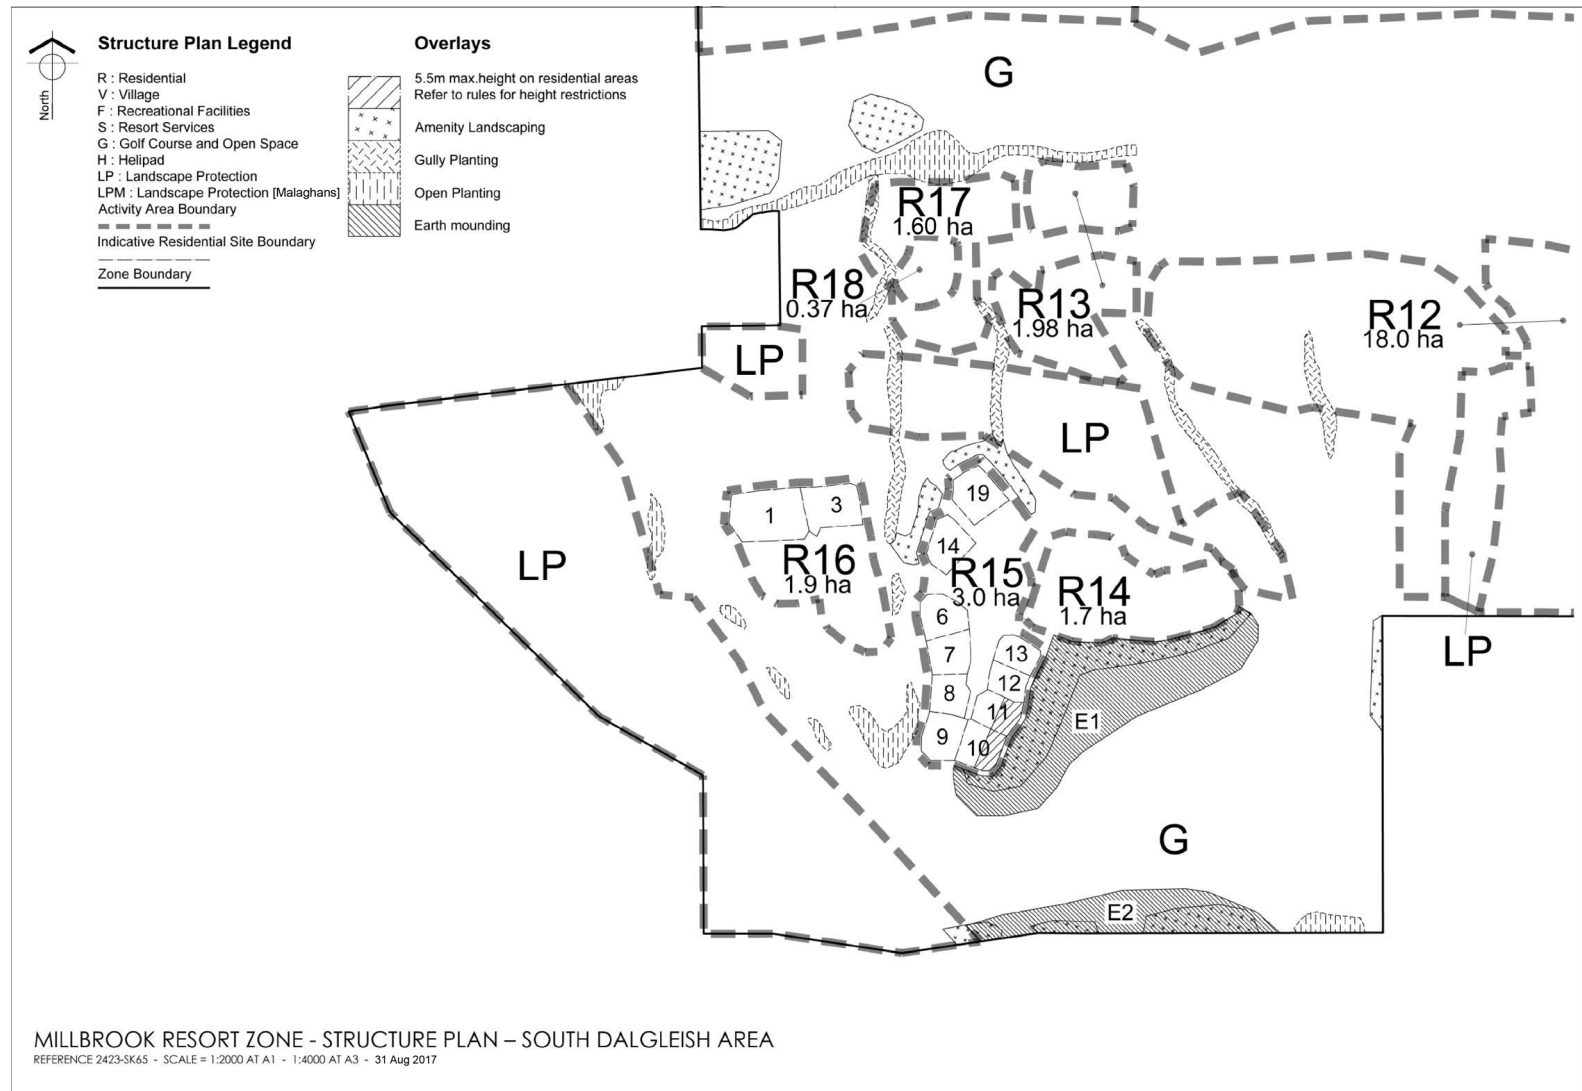 Structure Plan Legend
R : Residential
V : Village
F : Recreational Facilities
S : Resort Services
G : Golf Course and Open Space
H : Helipad
LP : Landscape Protection
LPM : Landscape Protection [Malaghans]
Activity Area Boundary
Indicative Residential Site Boundary
Zone Boundary
North
Overlays
5.5m max.height on residential areas
Refer to rules for height restrictions
Amenity Landscaping
Gully Planting
Open Planting
Earth mounding
G
R17
1.60 ha
R18
0.37 ha
R13
1.98 ha
R12
18.0 ha
LP
LP
19
1
3
14
LP
R16
1.9 ha
R15
3.0 ha
R14
1.7 ha
6
7
8
9
13
12
11
10
LP
E1
G
E2
MILLBROOK RESORT ZONE - STRUCTURE PLAN – SOUTH DALGLEISH AREA
REFERENCE 2423-SK65 - SCALE = 1:2000 AT A1 - 1:4000 AT A3 - 31 Aug 2017